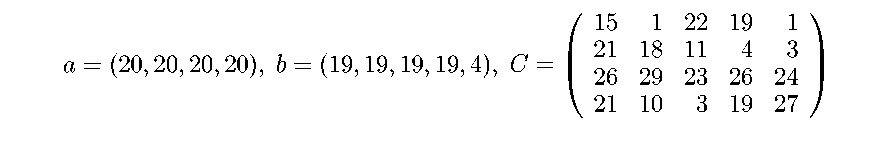 a = (20, 20, 20, 20), b = (19, 19, 19, 19, 4), C =
15 1 22 19 1
21 18 11 4 3
26 29 23 26 24
21 10 3 19 27